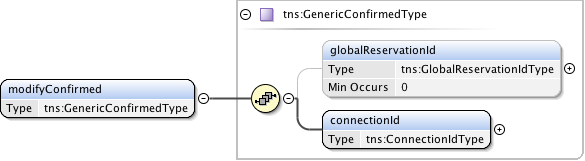 tns:GenericConfirmedType
globalReservationId
Type tns:GlobalReservationIdType
Min Occurs 0
modifyConfirmed
Type tns:GenericConfirmedType
connectionId
Type tns:ConnectionIdType